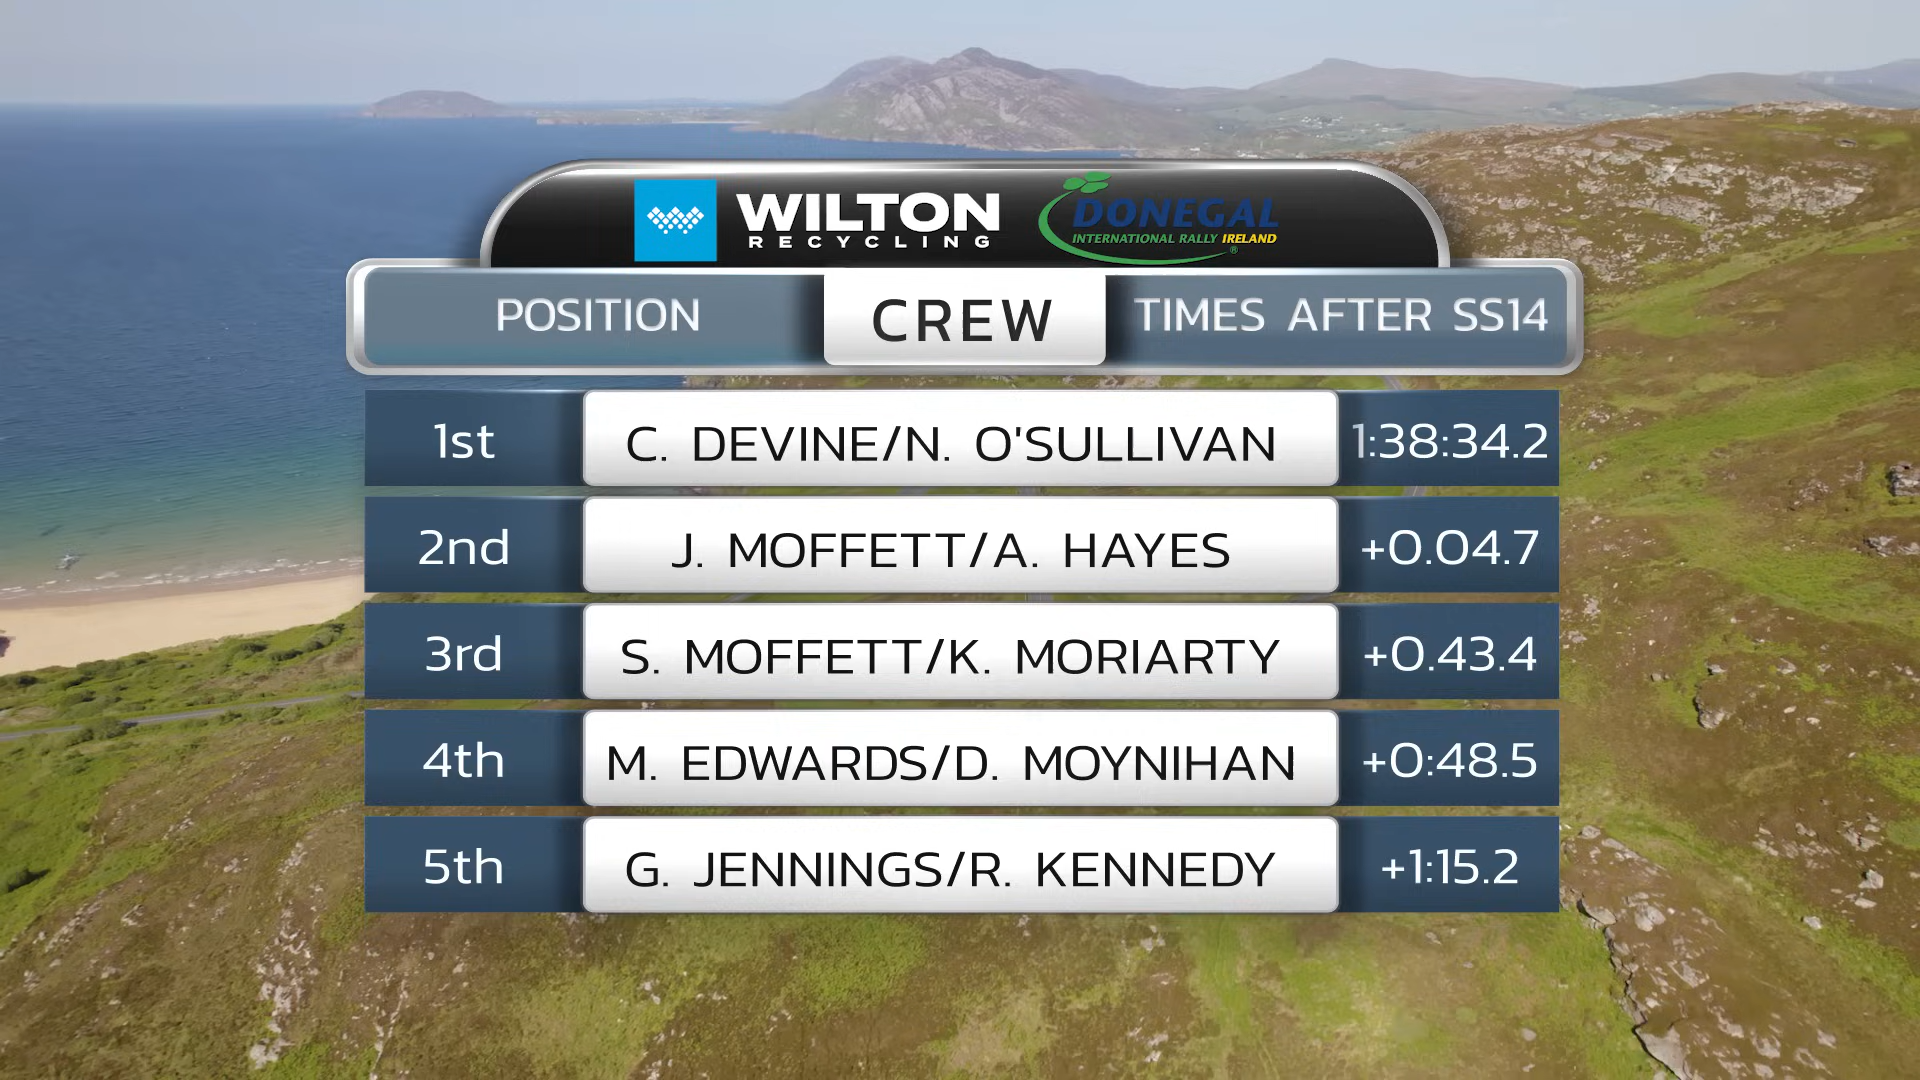 WILTON
RECYCLING
DONEGAL
INTERNATIONAL RALLY IRELAND
®
POSITION CREW TIMES AFTER SS14
1st C. DEVINE/N. O'SULLIVAN 1:38:34.2
2nd J. MOFFETT/A. HAYES +0.04.7
3rd S. MOFFETT/K. MORIARTY +0.43.4
4th M. EDWARDS/D. MOYNIHAN +0:48.5
5th G. JENNINGS/R. KENNEDY +1:15.2